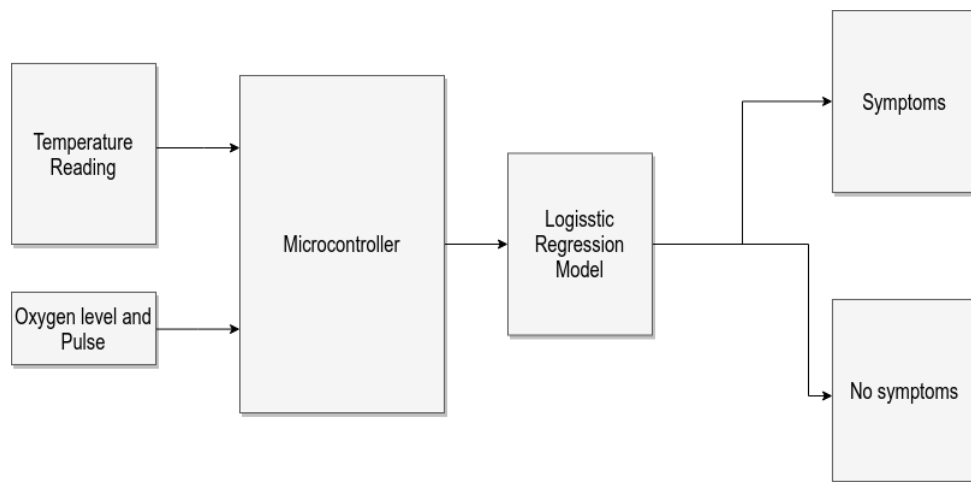 Temperature
Reading
Oxygen level and
Pulse
Microcontroller
Logisstic
Regression
Model
Symptoms
No symptoms